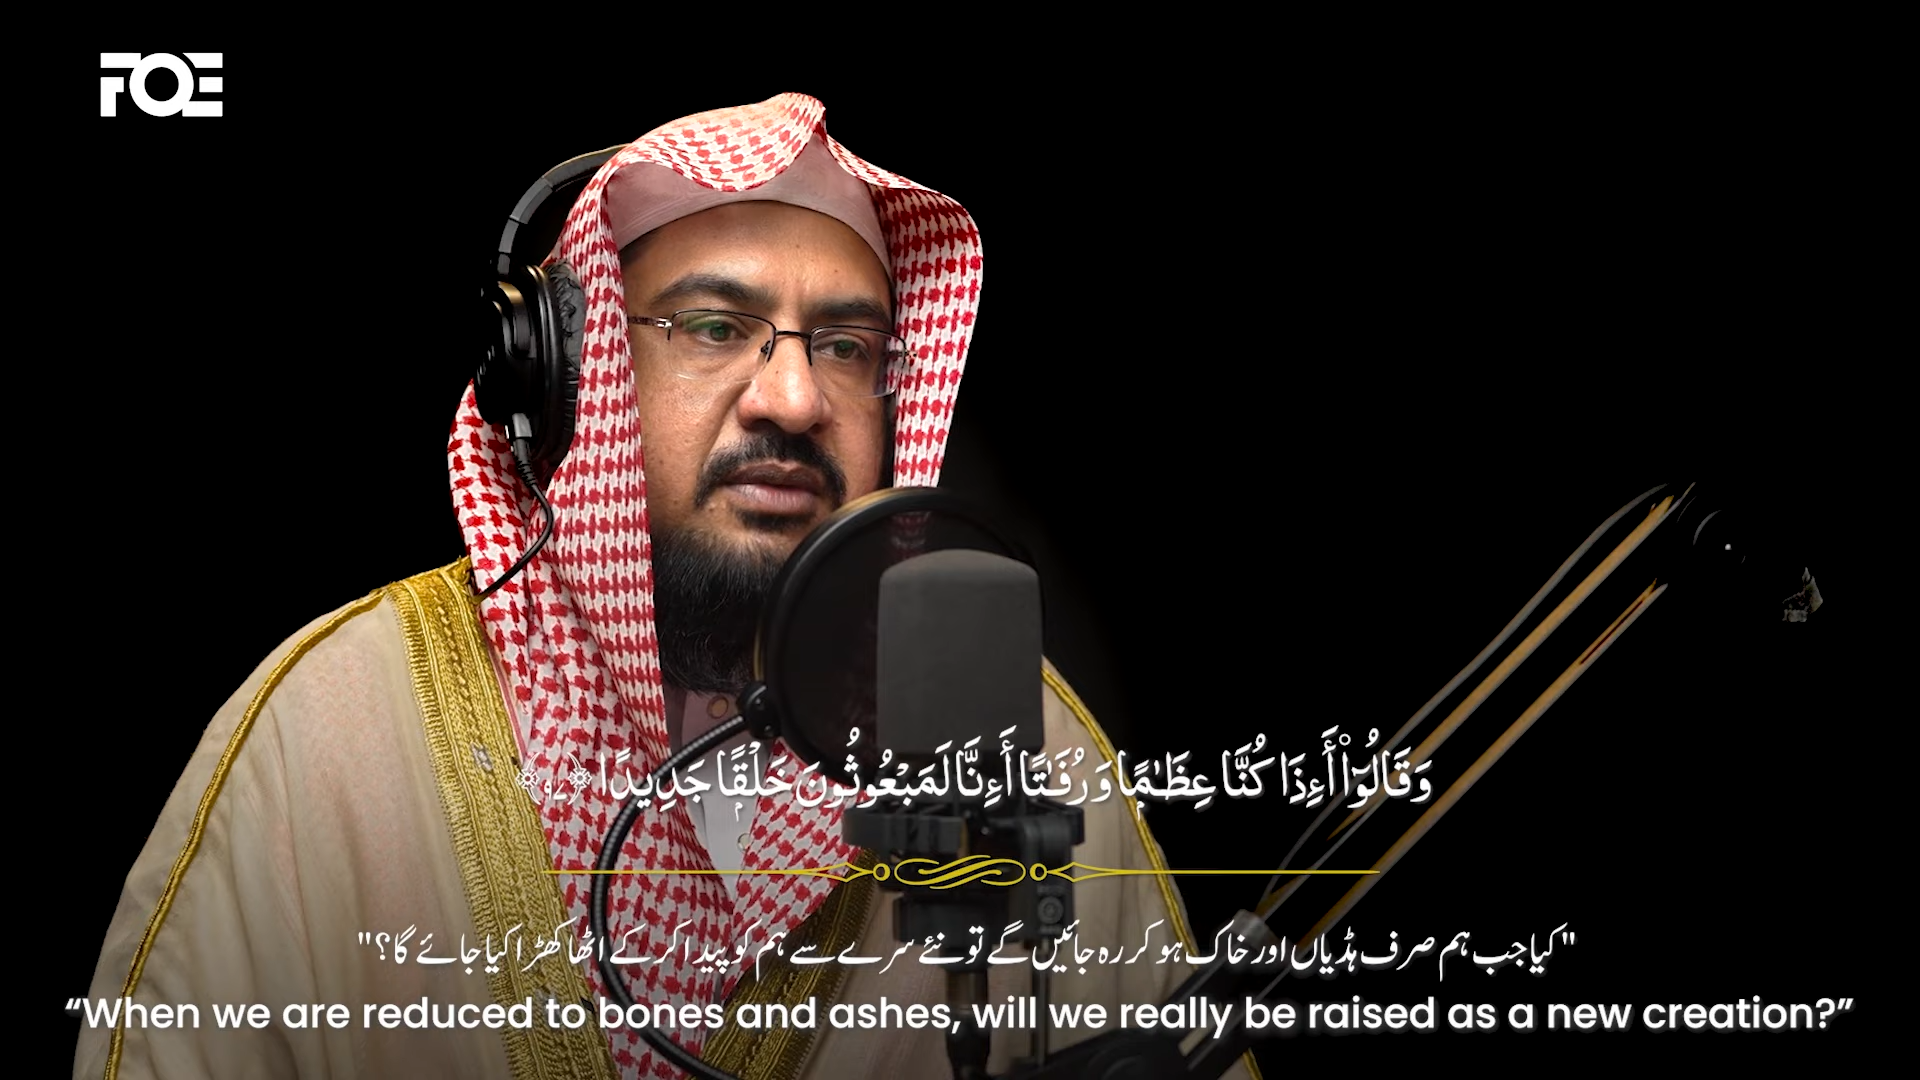 FOE
وَقَالُوٓا۟ أَءِذَا كُنَّا عِظَـٰمًۭا وَرُفَـٰتًا أَءِنَّا لَمَبْعُوثُونَ خَلْقًۭا جَدِيدًا ﴿٩٧﴾
"کیا جب ہم صرف ہڈیاں اور خاک ہو کر رہ جائیں گے تو نئے سرے سے ہم کو پیدا کر کے اٹھا کھڑا کیا جائے گا؟"
“When we are reduced to bones and ashes, will we really be raised as a new creation?”